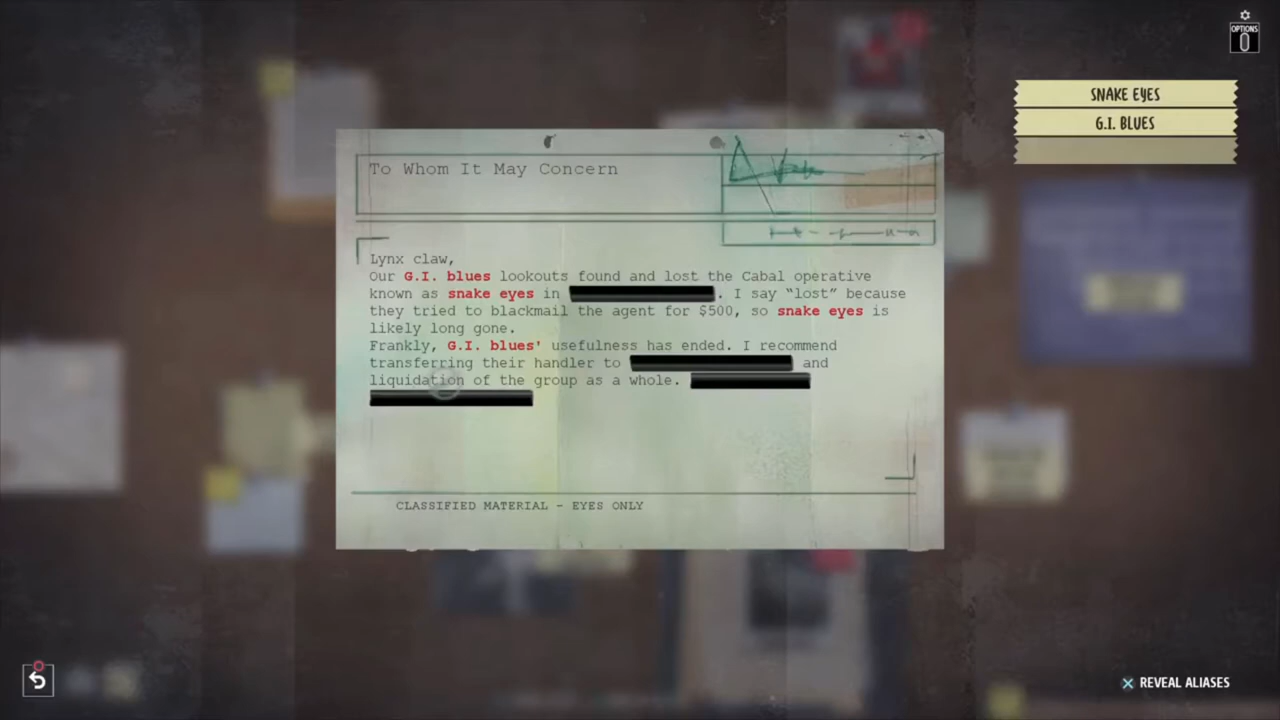 OPTIONS
SNAKE EYES
G.I. BLUES
To Whom It May Concern
Lynx claw,
Our G.I. blues lookouts found and lost the Cabal operative
known as snake eyes in . I say “lost” because
they tried to blackmail the agent for $500, so snake eyes is
likely long gone.
Frankly, G.I. blues' usefulness has ended. I recommend
transferring their handler to and
liquidation of the group as a whole.
CLASSIFIED MATERIAL - EYES ONLY
REVEAL ALIASES